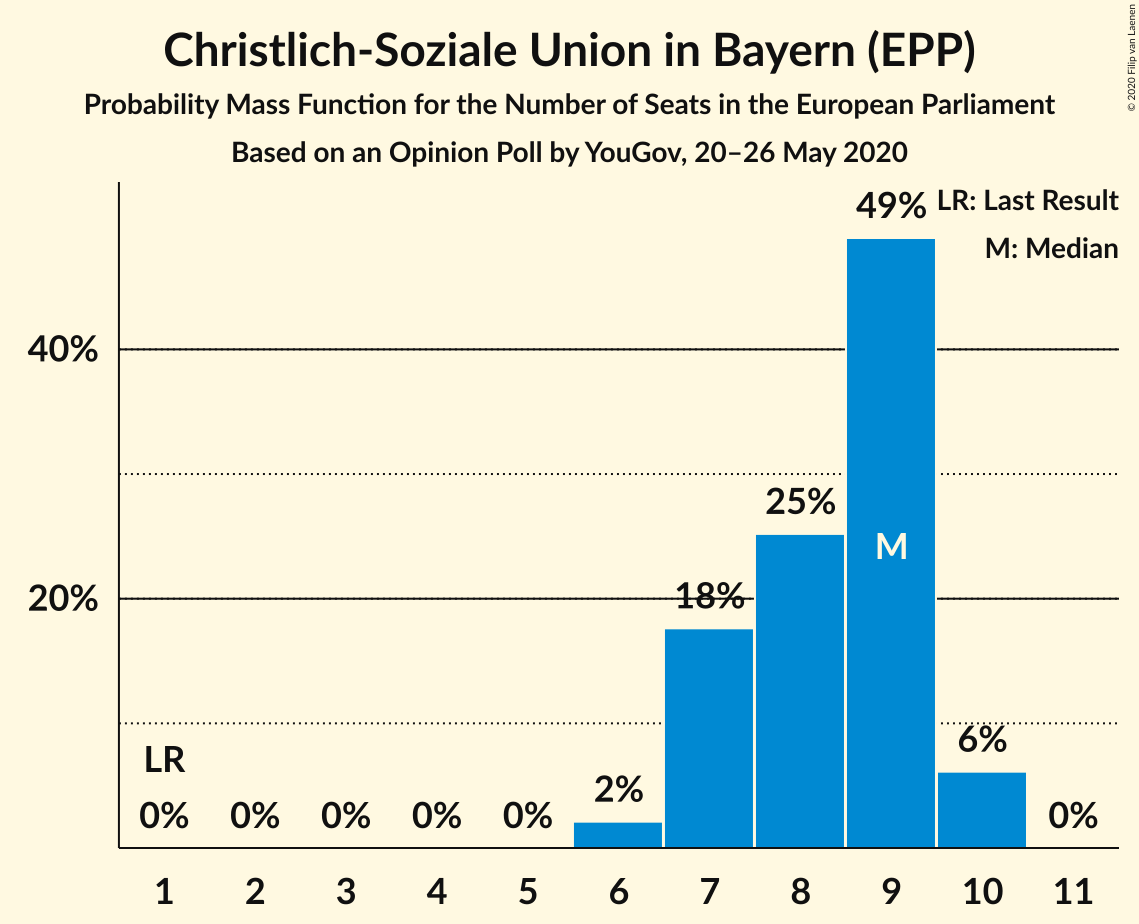 Christlich-Soziale Union in Bayern (EPP)
Probability Mass Function for the Number of Seats in the European Parliament
Based on an Opinion Poll by YouGov, 20–26 May 2020
© 2020 Filip van Laenen
LR: Last Result
M: Median
49%
40%
25%
M
20%
18%
LR
6%
2%
0% 0% 0% 0% 0% 0%
1 2 3 4 5 6 7 8 9 10 11